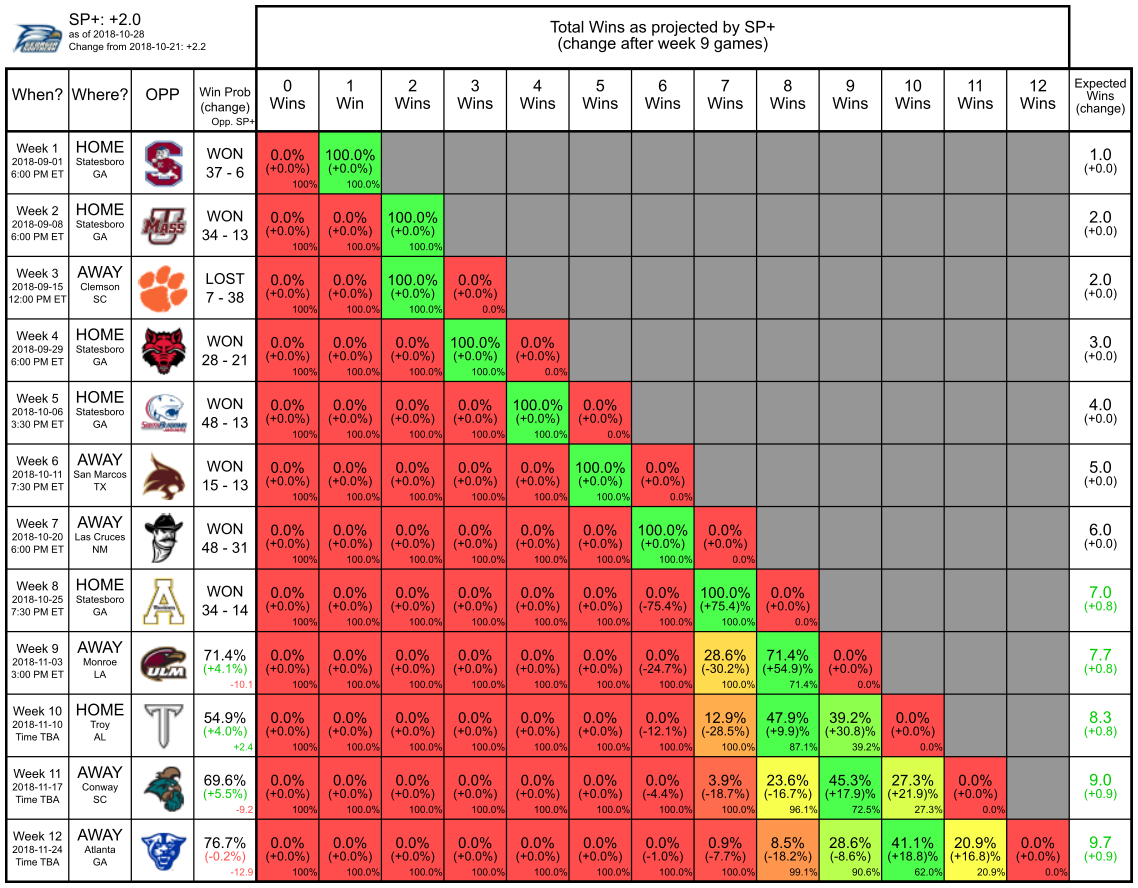 SP+: +2.0
as of 2018-10-28
Change from 2018-10-21: +2.2
Total Wins as projected by SP+
(change after week 9 games)
When? Where? OPP Win Prob (change) Opp. SP+ 0 Wins 1 Win 2 Wins 3 Wins 4 Wins 5 Wins 6 Wins 7 Wins 8 Wins 9 Wins 10 Wins 11 Wins 12 Wins Expected Wins (change)
Week 1 HOME S WON 0.0% 100.0% 1.0
2018-09-01 Statesboro 37 - 6 (+0.0%) (+0.0%) (+0.0)
6:00 PM ET GA 100% 100.0%
Week 2 HOME U MASS WON 0.0% 0.0% 100.0% 2.0
2018-09-08 Statesboro 34 - 13 (+0.0%) (+0.0%) (+0.0%) (+0.0)
6:00 PM ET GA 100% 100.0% 100.0%
Week 3 AWAY LOST 0.0% 0.0% 100.0% 0.0% 2.0
2018-09-15 Clemson 7 - 38 (+0.0%) (+0.0%) (+0.0%) (+0.0%) (+0.0)
12:00 PM ET SC 100% 100.0% 100.0% 0.0%
Week 4 HOME WON 0.0% 0.0% 0.0% 100.0% 0.0% 3.0
2018-09-29 Statesboro 28 - 21 (+0.0%) (+0.0%) (+0.0%) (+0.0%) (+0.0%) (+0.0)
6:00 PM ET GA 100% 100.0% 100.0% 100.0% 0.0%
Week 5 HOME WON 0.0% 0.0% 0.0% 0.0% 100.0% 0.0% 4.0
2018-10-06 Statesboro 48 - 13 (+0.0%) (+0.0%) (+0.0%) (+0.0%) (+0.0%) (+0.0%) (+0.0)
3:30 PM ET GA 100% 100.0% 100.0% 100.0% 100.0% 0.0%
Week 6 AWAY WON 0.0% 0.0% 0.0% 0.0% 0.0% 100.0% 0.0% 5.0
2018-10-11 San Marcos 15 - 13 (+0.0%) (+0.0%) (+0.0%) (+0.0%) (+0.0%) (+0.0%) (+0.0%) (+0.0)
7:30 PM ET TX 100% 100.0% 100.0% 100.0% 100.0% 100.0% 0.0%
Week 7 AWAY WON 0.0% 0.0% 0.0% 0.0% 0.0% 0.0% 100.0% 0.0% 6.0
2018-10-20 Las Cruces 48 - 31 (+0.0%) (+0.0%) (+0.0%) (+0.0%) (+0.0%) (+0.0%) (+0.0%) (+0.0%) (+0.0)
6:00 PM ET NM 100% 100.0% 100.0% 100.0% 100.0% 100.0% 100.0% 0.0%
Week 8 HOME A WON 0.0% 0.0% 0.0% 0.0% 0.0% 0.0% 0.0% 100.0% 0.0% 7.0
2018-10-25 Statesboro 34 - 14 (+0.0%) (+0.0%) (+0.0%) (+0.0%) (+0.0%) (+0.0%) (-75.4%) (+75.4)% (+0.0%) (+0.8)
7:30 PM ET GA 100% 100.0% 100.0% 100.0% 100.0% 100.0% 100.0% 100.0% 0.0%
Week 9 AWAY ULM 71.4% 0.0% 0.0% 0.0% 0.0% 0.0% 0.0% 0.0% 28.6% 71.4% 0.0% 7.7
2018-11-03 Monroe (+4.1%) (+0.0%) (+0.0%) (+0.0%) (+0.0%) (+0.0%) (+0.0%) (-24.7%) (-30.2%) (+54.9)% (+0.0%) (+0.8)
3:00 PM ET LA -10.1 100% 100.0% 100.0% 100.0% 100.0% 100.0% 100.0% 100.0% 71.4% 0.0%
Week 10 HOME T 54.9% 0.0% 0.0% 0.0% 0.0% 0.0% 0.0% 0.0% 12.9% 47.9% 39.2% 0.0% 8.3
2018-11-10 Troy (+4.0%) (+0.0%) (+0.0%) (+0.0%) (+0.0%) (+0.0%) (+0.0%) (-12.1%) (-28.5%) (+9.9)% (+30.8)% (+0.0%) (+0.8)
Time TBA AL +2.4 100% 100.0% 100.0% 100.0% 100.0% 100.0% 100.0% 100.0% 87.1% 39.2% 0.0%
Week 11 AWAY 69.6% 0.0% 0.0% 0.0% 0.0% 0.0% 0.0% 0.0% 3.9% 23.6% 45.3% 27.3% 0.0% 9.0
2018-11-17 Conway (+5.5%) (+0.0%) (+0.0%) (+0.0%) (+0.0%) (+0.0%) (+0.0%) (-4.4%) (-18.7%) (-16.7%) (+17.9)% (+21.9)% (+0.0%) (+0.9)
Time TBA SC -9.2 100% 100.0% 100.0% 100.0% 100.0% 100.0% 100.0% 100.0% 96.1% 72.5% 27.3% 0.0%
Week 12 AWAY 76.7% 0.0% 0.0% 0.0% 0.0% 0.0% 0.0% 0.0% 0.9% 8.5% 28.6% 41.1% 20.9% 0.0% 9.7
2018-11-24 Atlanta (-0.2%) (+0.0%) (+0.0%) (+0.0%) (+0.0%) (+0.0%) (+0.0%) (-1.0%) (-7.7%) (-18.2%) (-8.6%) (+18.8)% (+16.8)% (+0.0%) (+0.9)
Time TBA GA -12.9 100% 100.0% 100.0% 100.0% 100.0% 100.0% 100.0% 100.0% 99.1% 90.6% 62.0% 20.9% 0.0%